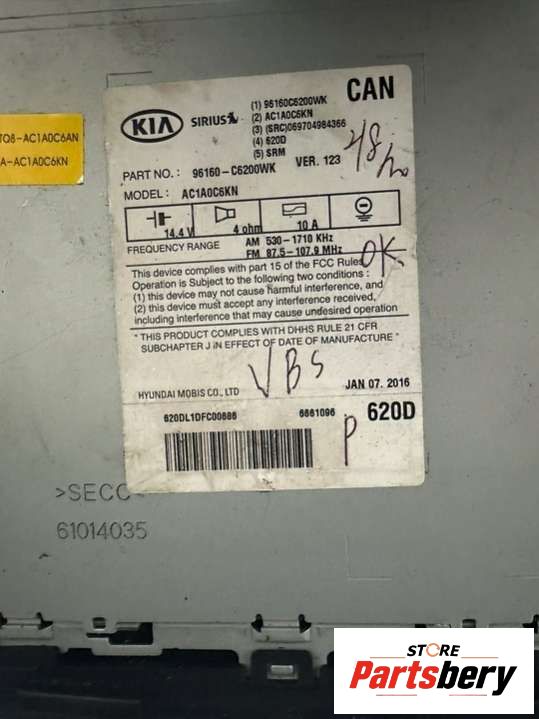 TQ8-AC1A0C6AN
A-AC1A0C6KN
KIA
SIRIUS
(1) 96160C6200WK
(2) AC1A0C6KN
(3) (SRC)069704984366
(4) 620D
(5) SRM
CAN
VER. 123
PART NO. : 96160-C6200WK
MODEL: AC1A0C6KN
14.4 V
4 ohm
10 A
FREQUENCY RANGE
AM 530-1710 KHz
FM 87.5-107.9 MHz
OK
This device complies with part 15 of the FCC Rules
Operation is Subject to the following two conditions :
(1) this device may not cause harmful interference, and
(2) this device must accept any interference received,
including interference that may cause undesired operation
" THIS PRODUCT COMPLIES WITH DHHS RULE 21 CFR
SUBCHAPTER J IN EFFECT OF DATE OF MANUFACTURE "
VBS
HYUNDAI MOBIS CO., LTD
JAN 07. 2016
620DL1DFC00886
6661096
P
620D
>SECC
61014035
STORE
Partsbery